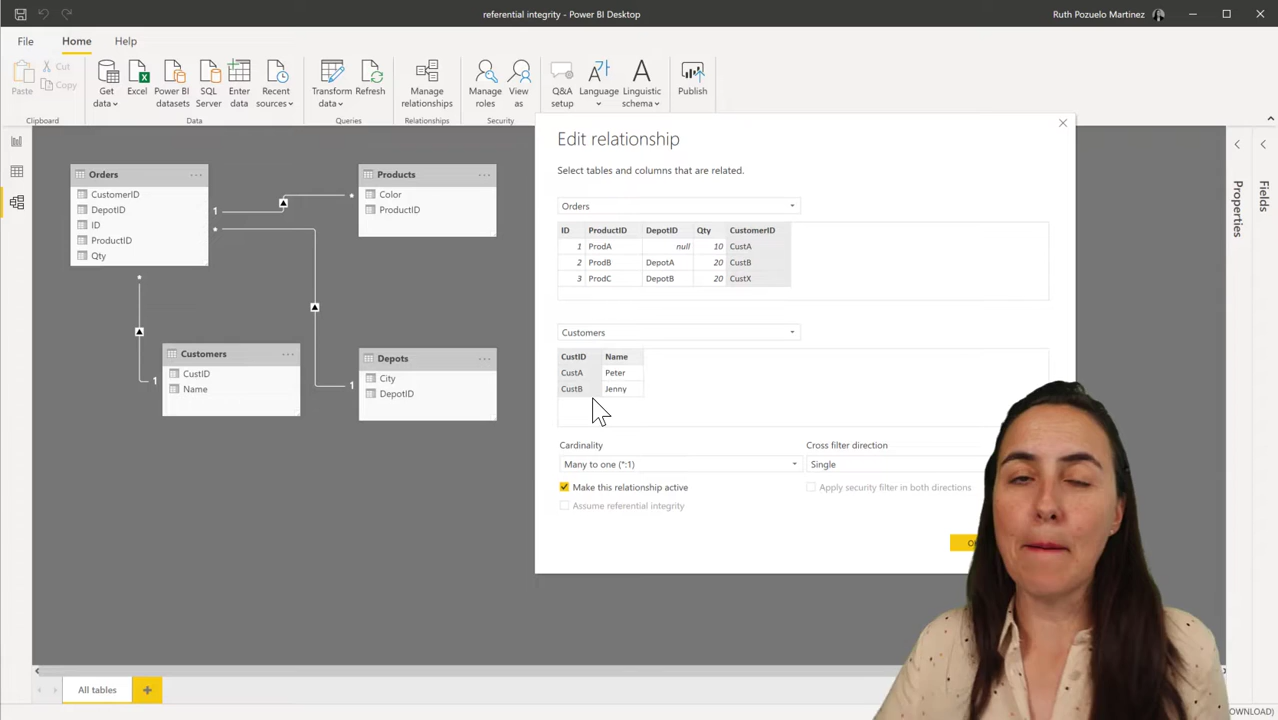 referential integrity - Power BI Desktop
Ruth Pozuelo Martinez
File Home Help
Paste
Cut
Copy
Get data
Excel
Power BI datasets
SQL Server
Enter data
Recent sources
Transform data
Refresh
Manage relationships
Manage roles
View as
Q&A setup
Language
Linguistic schema
Publish
Clipboard
Data
Queries
Relationships
Security
Orders
CustomerID
DepotID
ID
ProductID
Qty
1
*
*
Products
Color
ProductID
*
Customers
CustID
Name
1
Depots
City
DepotID
1
Edit relationship
Select tables and columns that are related.
Orders
ID ProductID DepotID Qty CustomerID
1 ProdA null 10 CustA
2 ProdB DepotA 20 CustB
3 ProdC DepotB 20 CustX
Customers
CustID Name
CustA Peter
CustB Jenny
Cardinality
Many to one (*:1)
Cross filter direction
Single
Make this relationship active
Apply security filter in both directions
Assume referential integrity
Properties
Fields
All tables